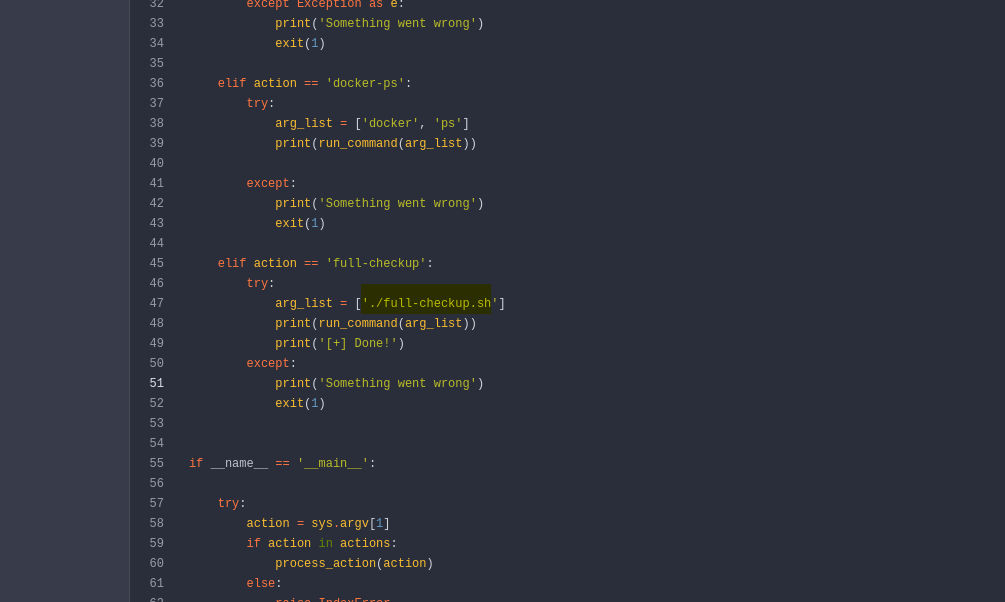 32 except Exception as e:
33 print('Something went wrong')
34 exit(1)
35
36 elif action == 'docker-ps':
37 try:
38 arg_list = ['docker', 'ps']
39 print(run_command(arg_list))
40
41 except:
42 print('Something went wrong')
43 exit(1)
44
45 elif action == 'full-checkup':
46 try:
47 arg_list = ['./full-checkup.sh']
48 print(run_command(arg_list))
49 print('[+] Done!')
50 except:
51 print('Something went wrong')
52 exit(1)
53
54
55 if __name__ == '__main__':
56
57 try:
58 action = sys.argv[1]
59 if action in actions:
60 process_action(action)
61 else:
62 raise IndexError